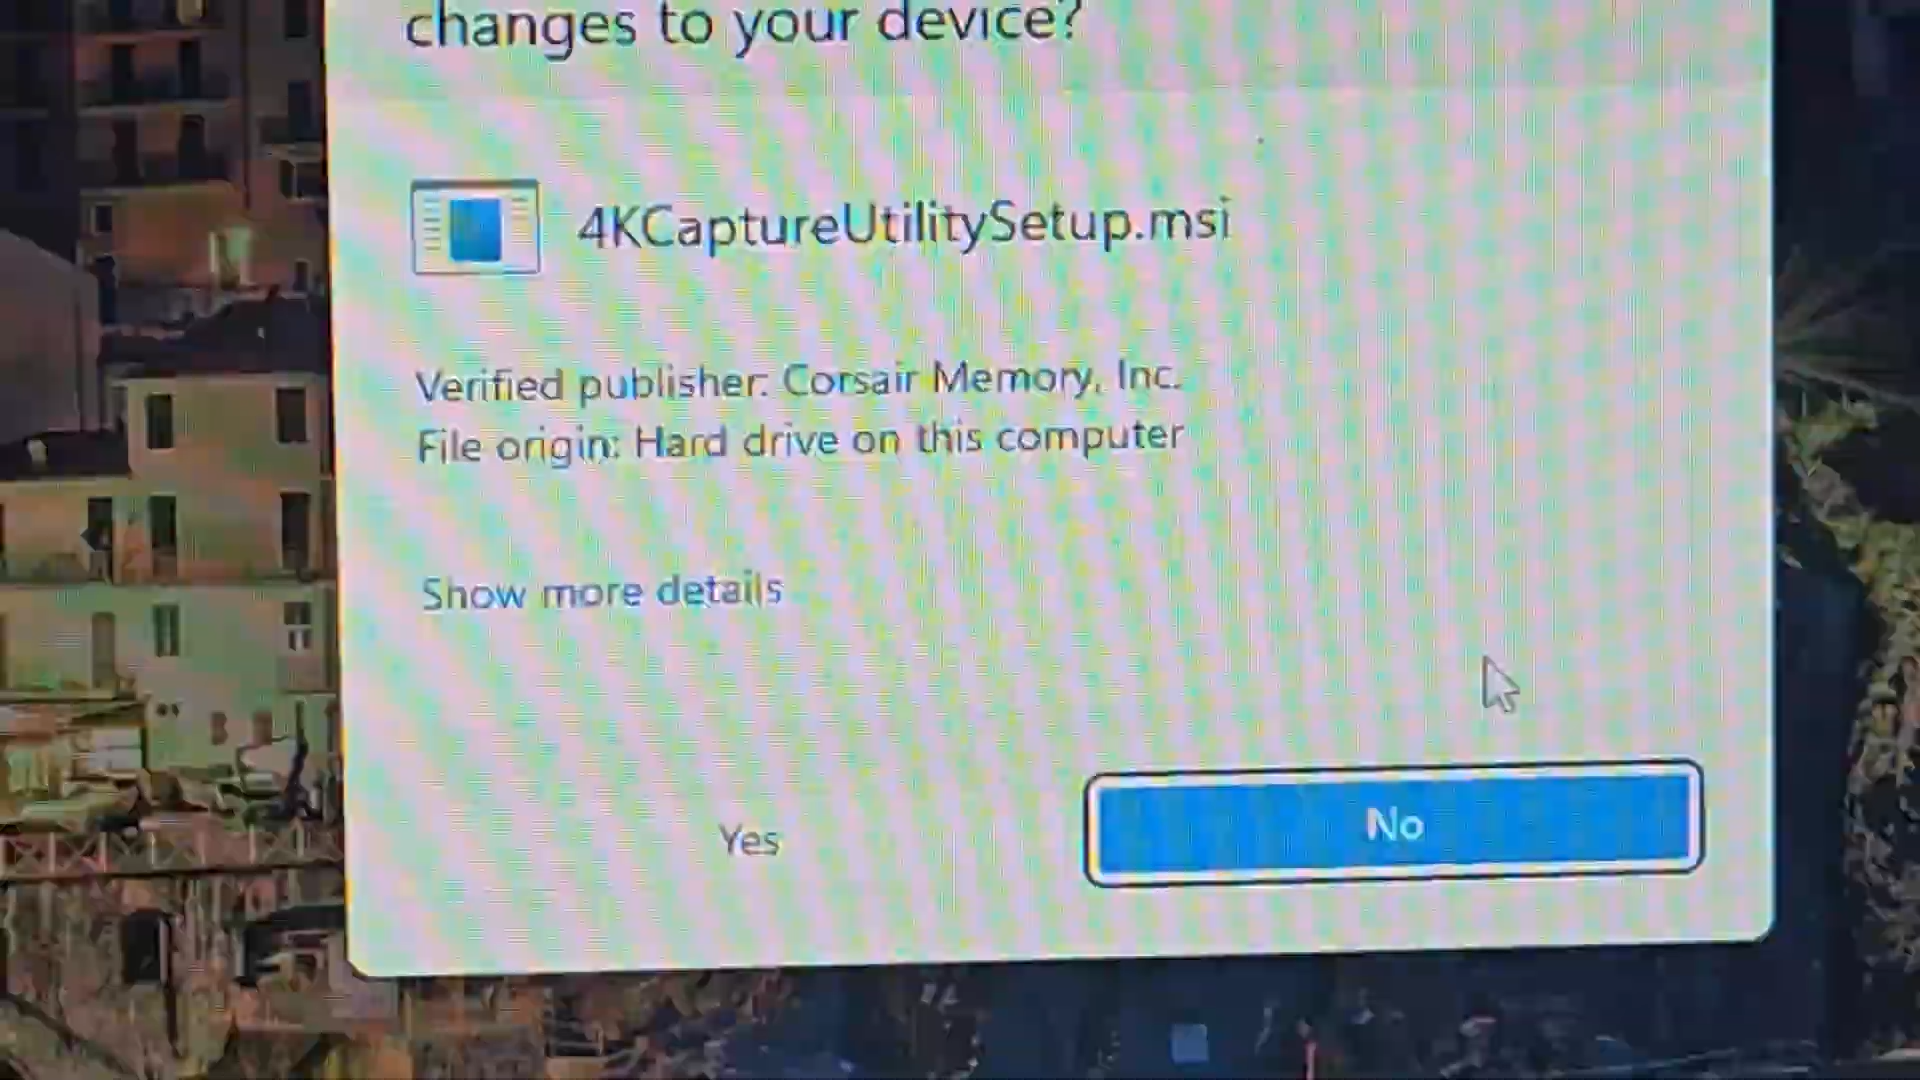 changes to your device?
4KCaptureUtilitySetup.msi
Verified publisher: Corsair Memory, Inc.
File origin: Hard drive on this computer
Show more details
Yes
No